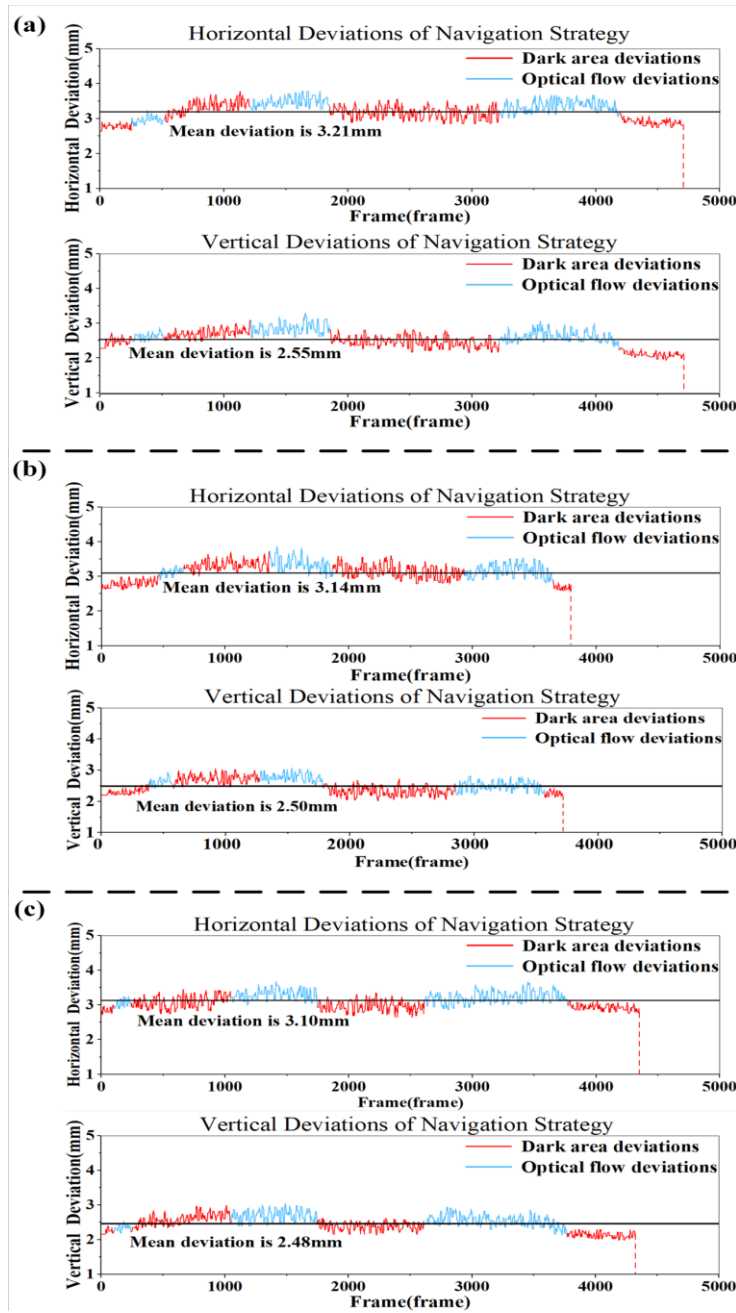 (a)
Horizontal Deviations of Navigation Strategy
Dark area deviations
Optical flow deviations
Mean deviation is 3.21mm
Horizontal Deviation(mm)
5
4
3
2
1
0 1000 2000 3000 4000 5000
Frame(frame)
Vertical Deviations of Navigation Strategy
Dark area deviations
Optical flow deviations
Mean deviation is 2.55mm
Vertical Deviation(mm)
5
4
3
2
1
0 1000 2000 3000 4000 5000
Frame(frame)
(b)
Horizontal Deviations of Navigation Strategy
Dark area deviations
Optical flow deviations
Mean deviation is 3.14mm
Horizontal Deviation(mm)
5
4
3
2
1
0 1000 2000 3000 4000 5000
Frame(frame)
Vertical Deviations of Navigation Strategy
Dark area deviations
Optical flow deviations
Mean deviation is 2.50mm
Vertical Deviation(mm)
5
4
3
2
1
0 1000 2000 3000 4000 5000
Frame(frame)
(c)
Horizontal Deviations of Navigation Strategy
Dark area deviations
Optical flow deviations
Mean deviation is 3.10mm
Horizontal Deviation(mm)
5
4
3
2
1
0 1000 2000 3000 4000 5000
Frame(frame)
Vertical Deviations of Navigation Strategy
Dark area deviations
Optical flow deviations
Mean deviation is 2.48mm
Vertical Deviation(mm)
5
4
3
2
1
0 1000 2000 3000 4000 5000
Frame(frame)